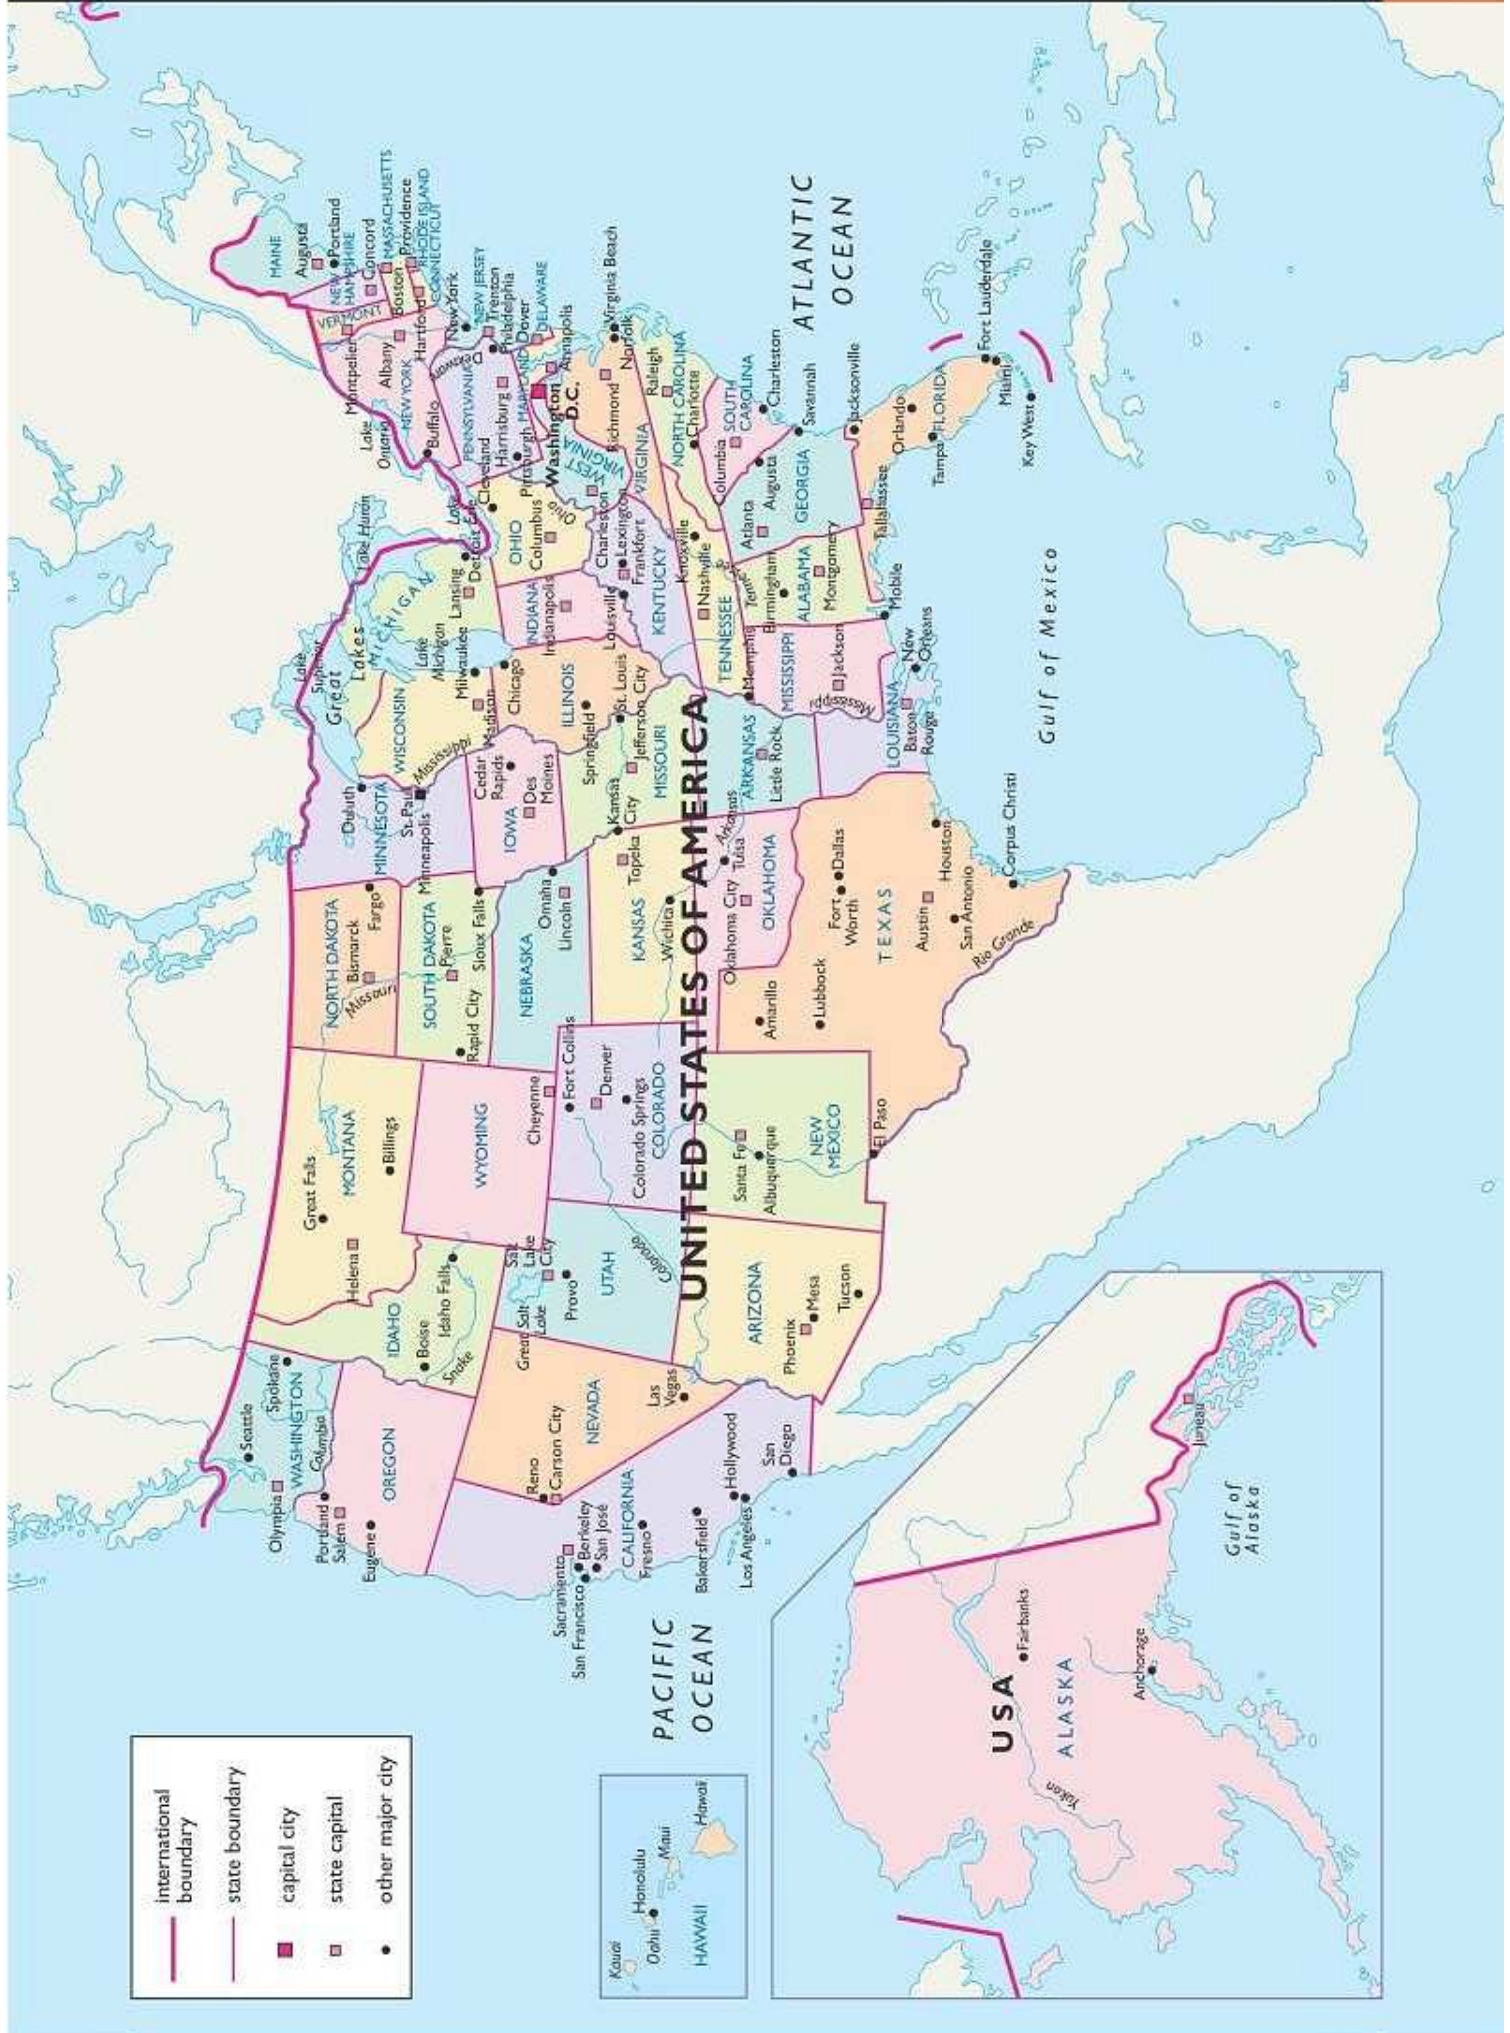 international
boundary
state boundary
capital city
state capital
other major city
UNITED STATES OF AMERICA
PACIFIC
OCEAN
ATLANTIC
OCEAN
Gulf of Mexico
WASHINGTON
Seattle
Spokane
Olympia
Columbia
OREGON
Portland
Salem
Eugene
CALIFORNIA
Sacramento
San Francisco
Berkeley
San José
Fresno
Bakersfield
Hollywood
Los Angeles
San
Diego
NEVADA
Reno
Carson City
Las
Vegas
IDAHO
Boise
Idaho Falls
Snake
MONTANA
Great Falls
Helena
Billings
WYOMING
Cheyenne
UTAH
Salt
Lake
City
Great Salt
Lake
Provo
Colorado
ARIZONA
Phoenix
Mesa
Tucson
COLORADO
Fort Collins
Denver
Colorado Springs
NEW
MEXICO
Santa Fe
Albuquerque
NORTH DAKOTA
Bismarck
Fargo
Missouri
SOUTH DAKOTA
Pierre
Rapid City
Sioux Falls
NEBRASKA
Omaha
Lincoln
KANSAS
Topeka
Wichita
OKLAHOMA
Oklahoma City
Tulsa
Arkansas
TEXAS
Amarillo
Lubbock
Fort
Worth
Dallas
El Paso
Austin
San Antonio
Houston
Corpus Christi
Rio Grande
MINNESOTA
Duluth
St. Paul
Minneapolis
IOWA
Cedar
Rapids
Des
Moines
MISSOURI
Kansas
City
Jefferson City
St. Louis
ARKANSAS
Little Rock
LOUISIANA
Baton
Rouge
New
Orleans
WISCONSIN
Milwaukee
Madison
Mississippi
ILLINOIS
Chicago
Springfield
MICHIGAN
Lansing
Detroit
Great
Lakes
Lake
Superior
Lake
Michigan
Lake Huron
Lake
Erie
Lake
Ontario
INDIANA
Indianapolis
OHIO
Cleveland
Columbus
Ohio
KENTUCKY
Louisville
Lexington
Frankfort
TENNESSEE
Nashville
Knoxville
Memphis
MISSISSIPPI
Jackson
Mississippi
ALABAMA
Birmingham
Montgomery
Mobile
GEORGIA
Atlanta
Augusta
Savannah
FLORIDA
Tallahassee
Jacksonville
Orlando
Tampa
Fort Lauderdale
Miami
Key West
SOUTH
CAROLINA
Columbia
Charleston
NORTH CAROLINA
Raleigh
Charlotte
VIRGINIA
Richmond
Norfolk
Virginia Beach
WEST
VIRGINIA
Charleston
Washington
D.C.
MARYLAND
Annapolis
DELAWARE
Dover
PENNSYLVANIA
Harrisburg
Pittsburgh
Philadelphia
NEW JERSEY
Trenton
NEW YORK
Buffalo
Albany
New York
CONNECTICUT
Hartford
RHODE ISLAND
Providence
MASSACHUSETTS
Boston
VERMONT
Montpelier
NEW
HAMPSHIRE
Concord
MAINE
Augusta
Portland
HAWAII
Kauai
Oahu
Honolulu
Maui
Hawaii
USA
ALASKA
Fairbanks
Anchorage
Juneau
Yukon
Gulf of
Alaska